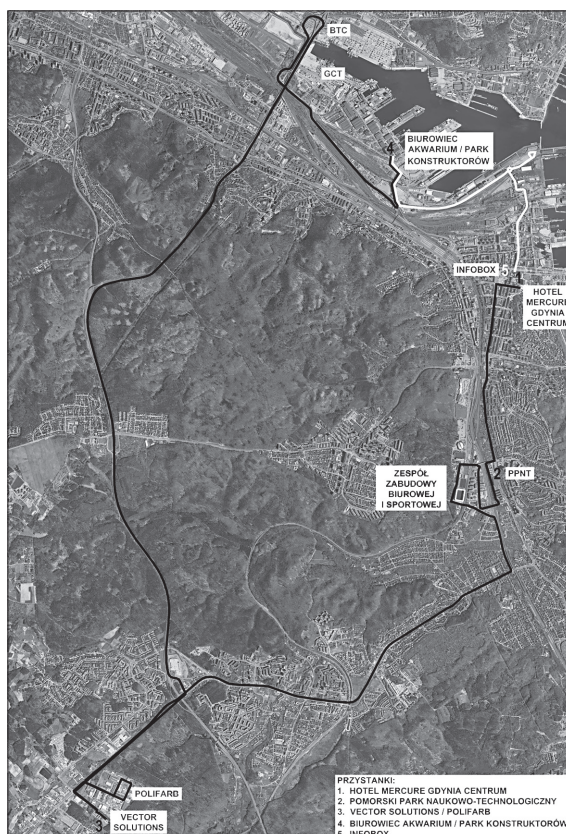 BTC
GCT
4
BIUROWIEC
AKWARIUM / PARK
KONSTRUKTORÓW
INFOBOX 5
1
HOTEL
MERCURE
GDYNIA
CENTRUM
ZESPÓŁ
ZABUDOWY
BIUROWEJ
I SPORTOWEJ
2 PPNT
POLIFARB
3 VECTOR
SOLUTIONS
PRZYSTANKI:
1. HOTEL MERCURE GDYNIA CENTRUM
2. POMORSKI PARK NAUKOWO-TECHNOLOGICZNY
3. VECTOR SOLUTIONS / POLIFARB
4. BIUROWIEC AKWARIUM / PARK KONSTRUKTORÓW
5. INFOBOX